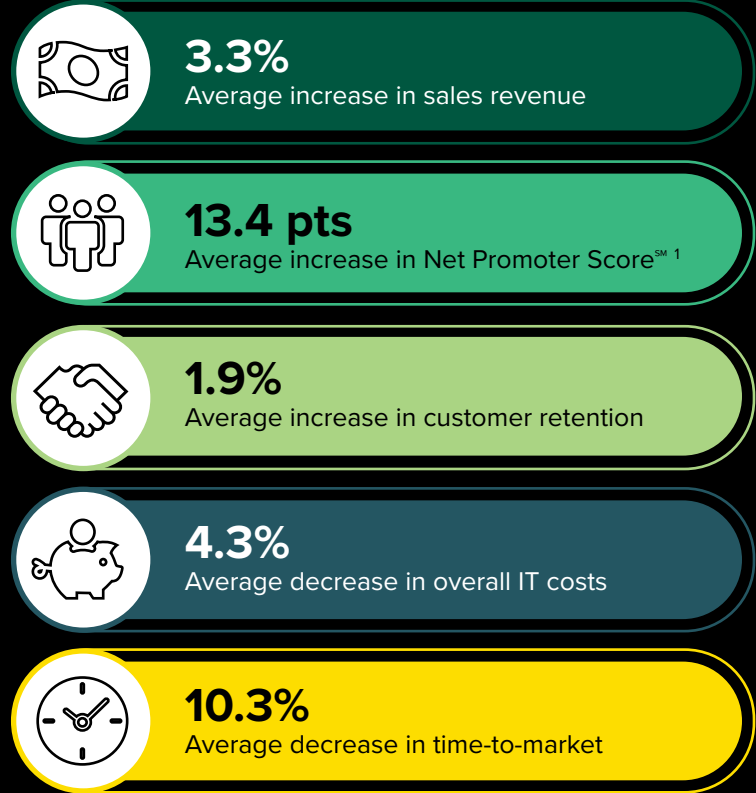 3.3%
Average increase in sales revenue
13.4 pts
Average increase in Net Promoter Score℠ 1
1.9%
Average increase in customer retention
4.3%
Average decrease in overall IT costs
10.3%
Average decrease in time-to-market